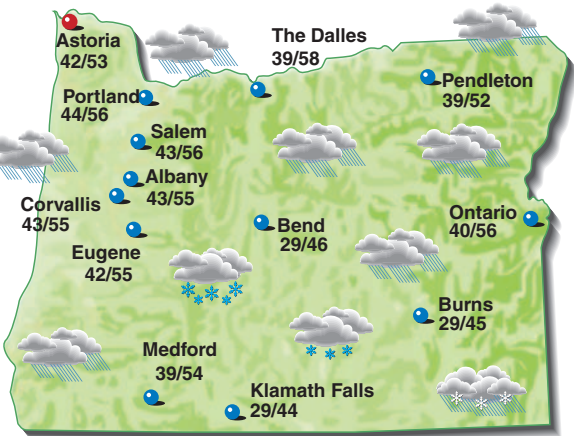 Astoria
42/53
The Dalles
39/58
Portland
44/56
Pendleton
39/52
Salem
43/56
Albany
43/55
Corvallis
43/55
Eugene
42/55
Bend
29/46
Ontario
40/56
Burns
29/45
Medford
39/54
Klamath Falls
29/44